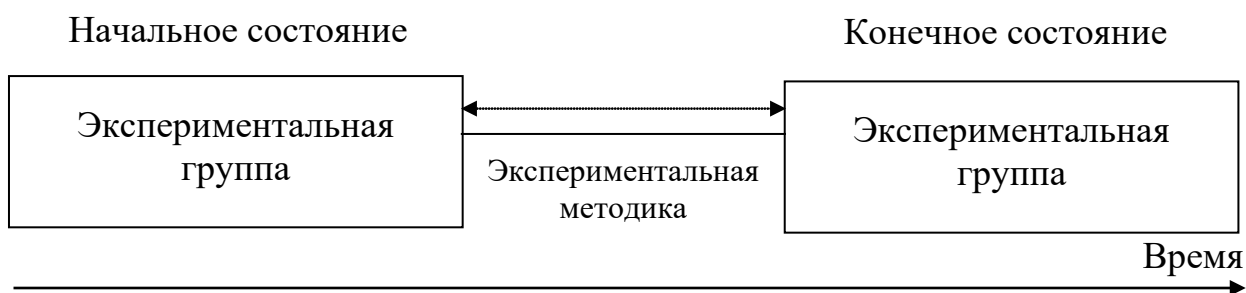 Начальное состояние
Конечное состояние
Экспериментальная
группа
Экспериментальная
методика
Экспериментальная
группа
Время